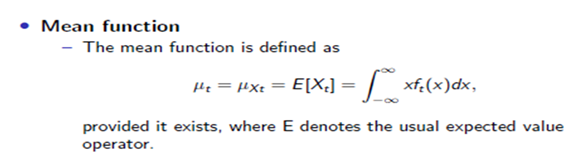 • Mean function
– The mean function is defined as
μt = μXt = E[Xt] = ∫_{-∞}^{∞} xft(x)dx,
provided it exists, where E denotes the usual expected value
operator.